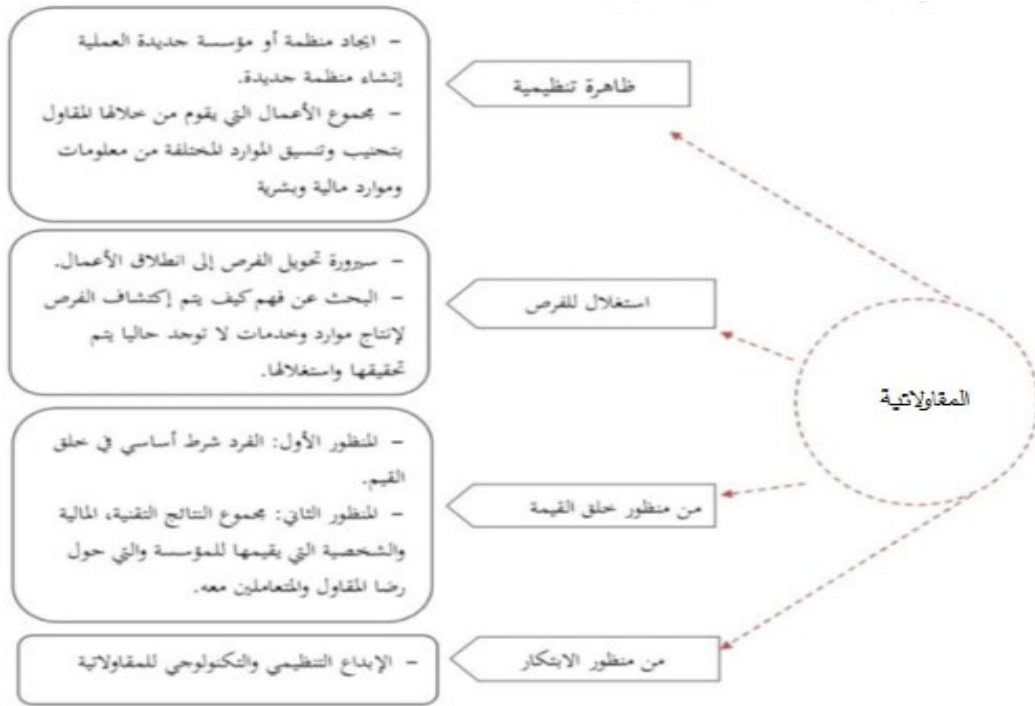 ظاهرة تنظيمية
- ايجاد منظمة أو مؤسسة جديدة العملية
إنشاء منظمة جديدة.
- مجموع الأعمال التي يقوم من خلالها المقاول
بتجنيب وتنسيق الموارد المختلفة من معلومات
وموارد مالية وبشرية
استغلال للفرص
- سيرورة تحويل الفرص إلى انطلاق الأعمال.
- البحث عن فهم كيف يتم إكتشاف الفرص
لإنتاج موارد وخدمات لا توجد حاليا يتم
تحقيقها واستغلالها.
المقاولاتية
من منظور خلق القيمة
- المنظور الأول: الفرد شرط أساسي في خلق
القيم.
- المنظور الثاني: مجموع النتائج التقنية، المالية
والشخصية التي يقيمها للمؤسسة والتي حول
رضا المقاول والمتعاملين معه.
من منظور الابتكار
- الإبداع التنظيمي والتكنولوجي للمقاولاتية